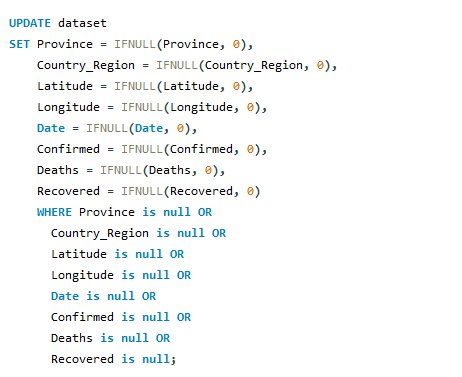 UPDATE dataset
SET Province = IFNULL(Province, 0),
    Country_Region = IFNULL(Country_Region, 0),
    Latitude = IFNULL(Latitude, 0),
    Longitude = IFNULL(Longitude, 0),
    Date = IFNULL(Date, 0),
    Confirmed = IFNULL(Confirmed, 0),
    Deaths = IFNULL(Deaths, 0),
    Recovered = IFNULL(Recovered, 0)
    WHERE Province is null OR
      Country_Region is null OR
      Latitude is null OR
      Longitude is null OR
      Date is null OR
      Confirmed is null OR
      Deaths is null OR
      Recovered is null;